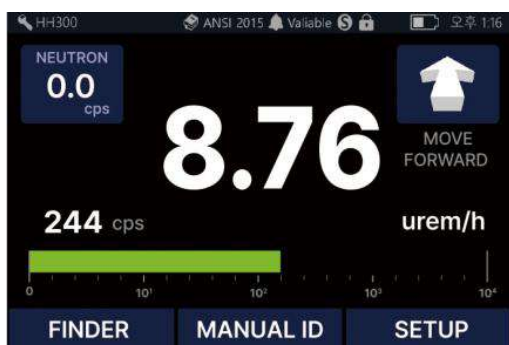 HH300 ANSI 2015 Valiable S 오후 1:16
NEUTRON
0.0
cps
8.76
MOVE
FORWARD
244 cps
urem/h
0 10¹ 10² 10³ 10⁴
FINDER MANUAL ID SETUP